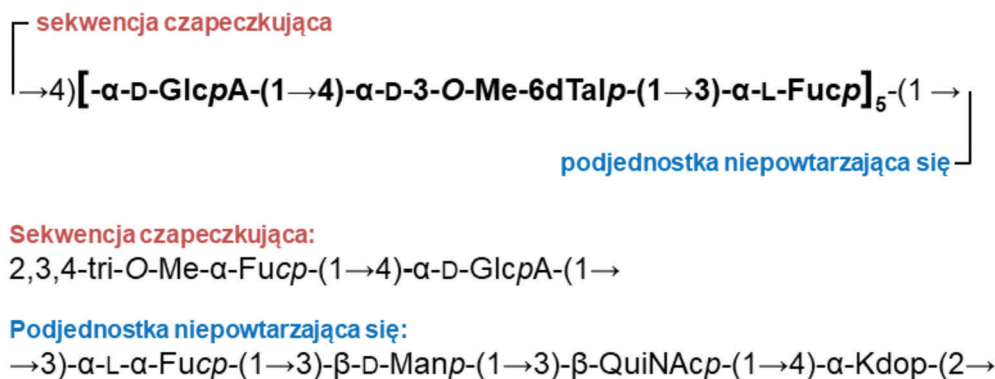 sekwencja czapeczkująca
→4)[-α-D-GlcpA-(1→4)-α-D-3-O-Me-6dTalp-(1→3)-α-L-Fucp]5-(1 →
podjednostka niepowtarzająca się
Sekwencja czapeczkująca:
2,3,4-tri-O-Me-α-Fucp-(1→4)-α-D-GlcpA-(1→
Podjednostka niepowtarzająca się:
→3)-α-L-α-Fucp-(1→3)-β-D-Manp-(1→3)-β-QuiNAcp-(1→4)-α-Kdop-(2→